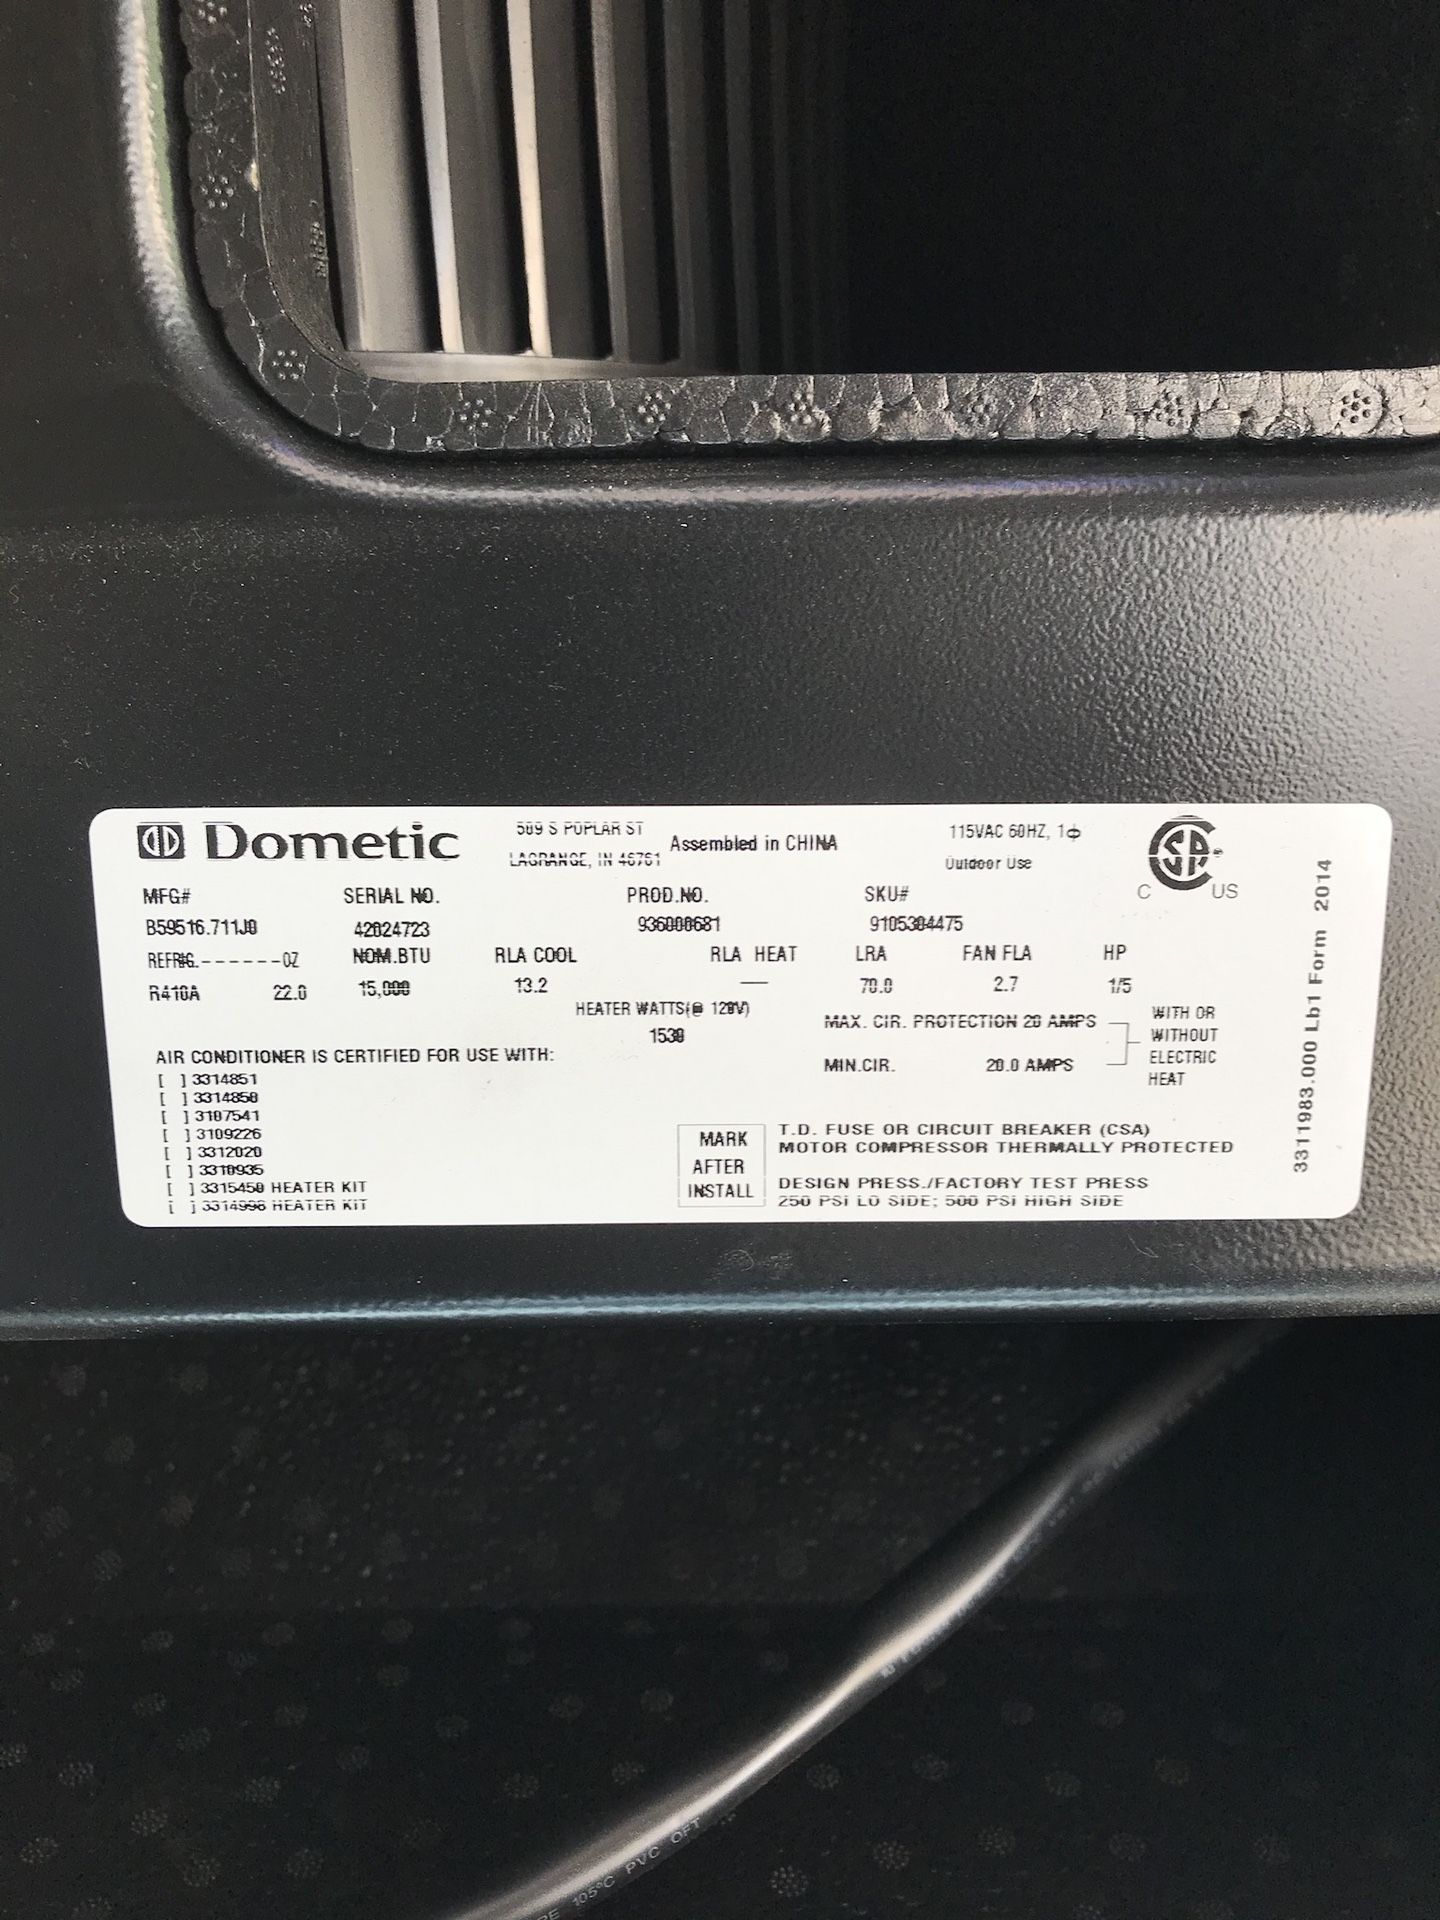 Dometic
509 S POPLAR ST
LAGRANGE, IN 46761
Assembled in CHINA
115VAC 60HZ, 1ϕ
Outdoor Use
CSA
C US
MFG# SERIAL NO. PROD.NO. SKU#
B59516.711J0 42024723 936000681 9105304475
REFRIG.------OZ NOM.BTU RLA COOL RLA HEAT LRA FAN FLA HP
R410A 22.0 15,000 13.2 — 70.0 2.7 1/5
HEATER WATTS(@ 120V)
1530
MAX. CIR. PROTECTION 20 AMPS
MIN.CIR. 20.0 AMPS
WITH OR
WITHOUT
ELECTRIC
HEAT
AIR CONDITIONER IS CERTIFIED FOR USE WITH:
[ ] 3314851
[ ] 3314850
[ ] 3107541
[ ] 3109226
[ ] 3312020
[ ] 3310935
[ ] 3315450 HEATER KIT
[ ] 3314998 HEATER KIT
MARK
AFTER
INSTALL
T.D. FUSE OR CIRCUIT BREAKER (CSA)
MOTOR COMPRESSOR THERMALLY PROTECTED
DESIGN PRESS./FACTORY TEST PRESS
250 PSI LO SIDE; 500 PSI HIGH SIDE
3311983.000 Lb1 Form 2014
105°C PVC OFT